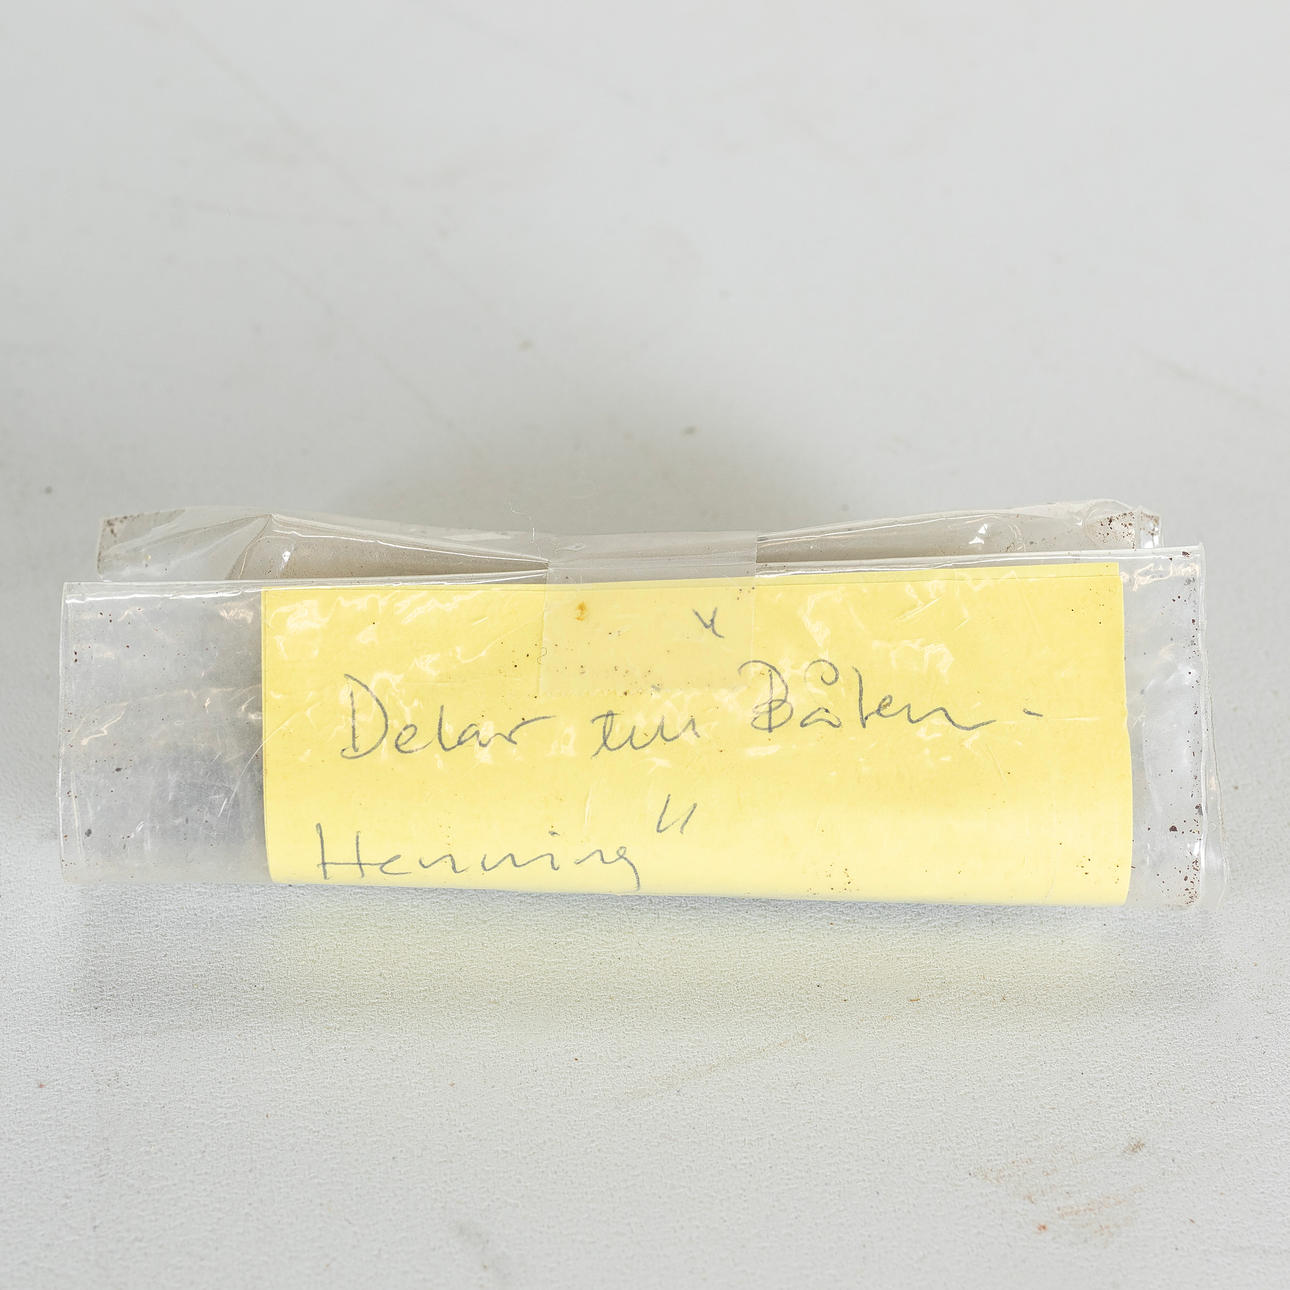 Delar till "Båten -
Henning"